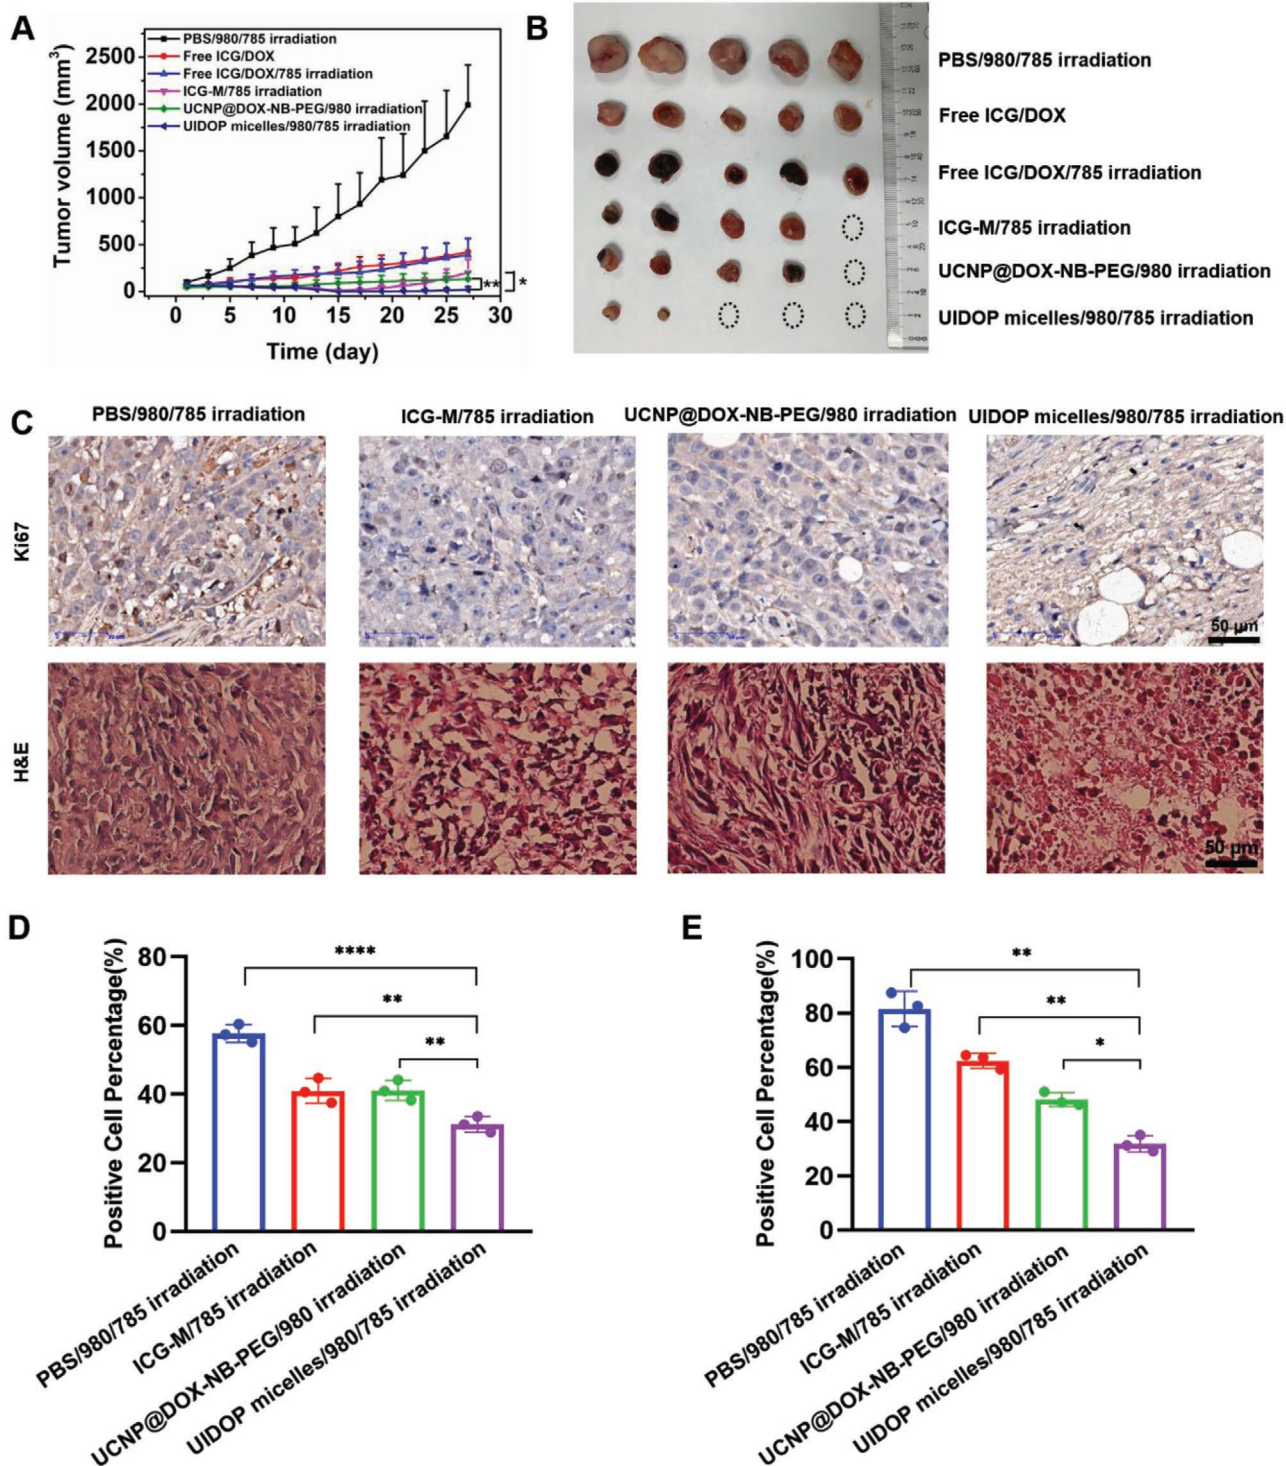 A
Tumor volume (mm³)
2500
2000
1500
1000
500
0
PBS/980/785 irradiation
Free ICG/DOX
Free ICG/DOX/785 irradiation
ICG-M/785 irradiation
UCNP@DOX-NB-PEG/980 irradiation
UIDOP micelles/980/785 irradiation
** *
0 5 10 15 20 25 30
Time (day)
B
PBS/980/785 irradiation
Free ICG/DOX
Free ICG/DOX/785 irradiation
ICG-M/785 irradiation
UCNP@DOX-NB-PEG/980 irradiation
UIDOP micelles/980/785 irradiation
C
PBS/980/785 irradiation
ICG-M/785 irradiation
UCNP@DOX-NB-PEG/980 irradiation
UIDOP micelles/980/785 irradiation
Ki67
50 μm
H&E
50 μm
D
Positive Cell Percentage(%)
80
60
40
20
0
****
**
**
PBS/980/785 irradiation
ICG-M/785 irradiation
UCNP@DOX-NB-PEG/980 irradiation
UIDOP micelles/980/785 irradiation
E
Positive Cell Percentage(%)
100
80
60
40
20
0
**
**
*
PBS/980/785 irradiation
ICG-M/785 irradiation
UCNP@DOX-NB-PEG/980 irradiation
UIDOP micelles/980/785 irradiation